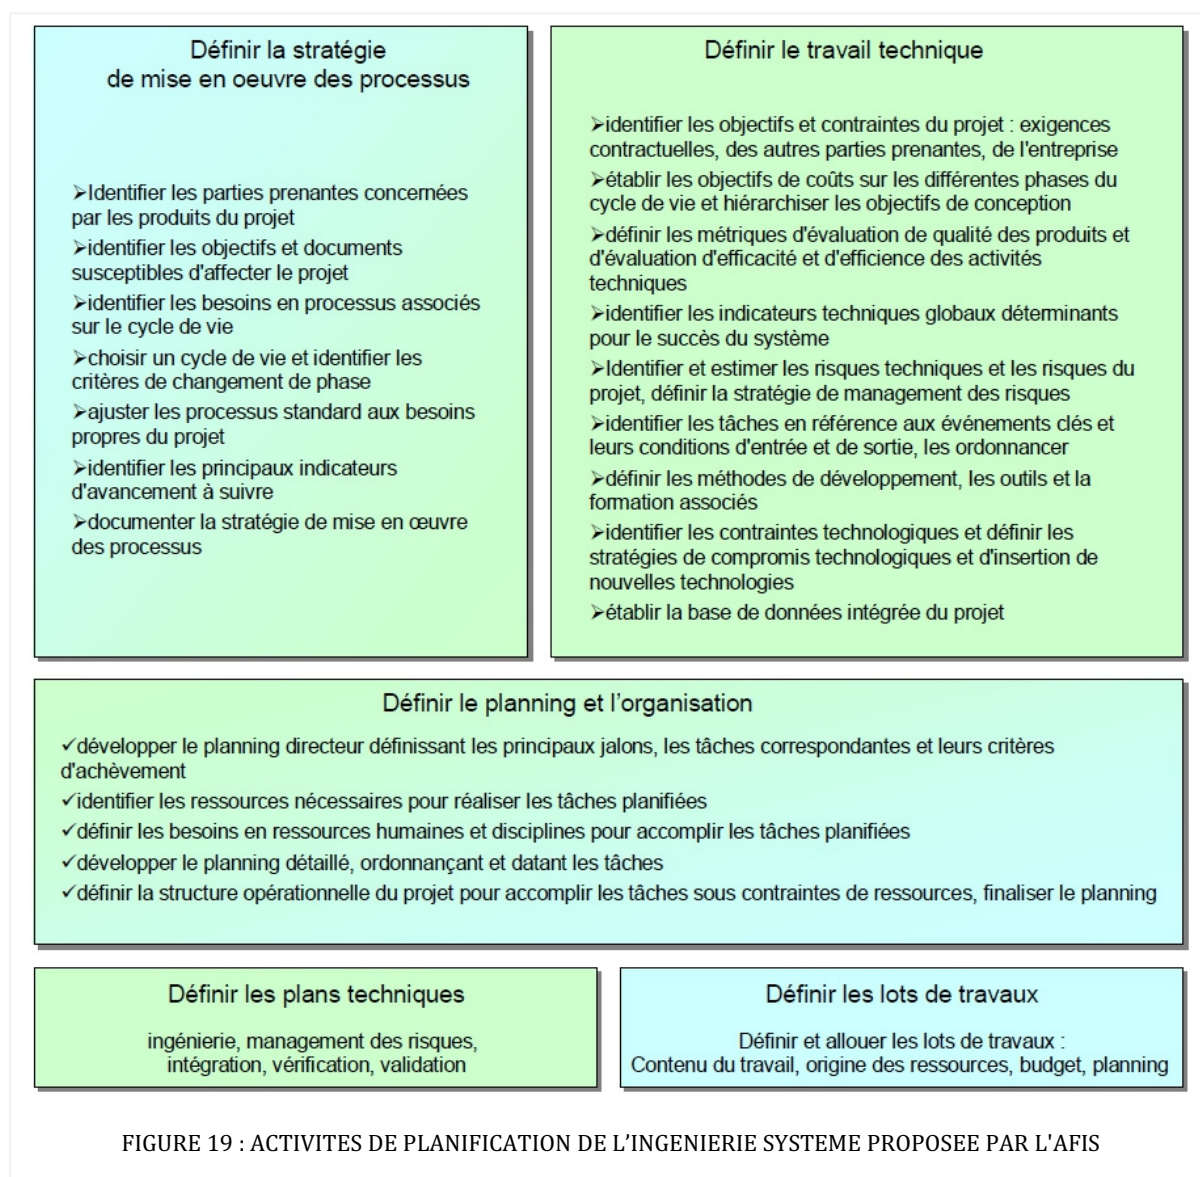 Définir la stratégie
de mise en oeuvre des processus
➢Identifier les parties prenantes concernées
par les produits du projet
➢identifier les objectifs et documents
susceptibles d'affecter le projet
➢identifier les besoins en processus associés
sur le cycle de vie
➢choisir un cycle de vie et identifier les
critères de changement de phase
➢ajuster les processus standard aux besoins
propres du projet
➢identifier les principaux indicateurs
d'avancement à suivre
➢documenter la stratégie de mise en œuvre
des processus
Définir le travail technique
➢identifier les objectifs et contraintes du projet : exigences
contractuelles, des autres parties prenantes, de l'entreprise
➢établir les objectifs de coûts sur les différentes phases du
cycle de vie et hiérarchiser les objectifs de conception
➢définir les métriques d'évaluation de qualité des produits et
d'évaluation d'efficacité et d'efficience des activités
techniques
➢identifier les indicateurs techniques globaux déterminants
pour le succès du système
➢Identifier et estimer les risques techniques et les risques du
projet, définir la stratégie de management des risques
➢identifier les tâches en référence aux événements clés et
leurs conditions d'entrée et de sortie, les ordonnancer
➢définir les méthodes de développement, les outils et la
formation associés
➢identifier les contraintes technologiques et définir les
stratégies de compromis technologiques et d'insertion de
nouvelles technologies
➢établir la base de données intégrée du projet
Définir le planning et l’organisation
✓développer le planning directeur définissant les principaux jalons, les tâches correspondantes et leurs critères
d'achèvement
✓identifier les ressources nécessaires pour réaliser les tâches planifiées
✓définir les besoins en ressources humaines et disciplines pour accomplir les tâches planifiées
✓développer le planning détaillé, ordonnançant et datant les tâches
✓définir la structure opérationnelle du projet pour accomplir les tâches sous contraintes de ressources, finaliser le planning
Définir les plans techniques
ingénierie, management des risques,
intégration, vérification, validation
Définir les lots de travaux
Définir et allouer les lots de travaux :
Contenu du travail, origine des ressources, budget, planning
FIGURE 19 : ACTIVITES DE PLANIFICATION DE L’INGENIERIE SYSTEME PROPOSEE PAR L'AFIS